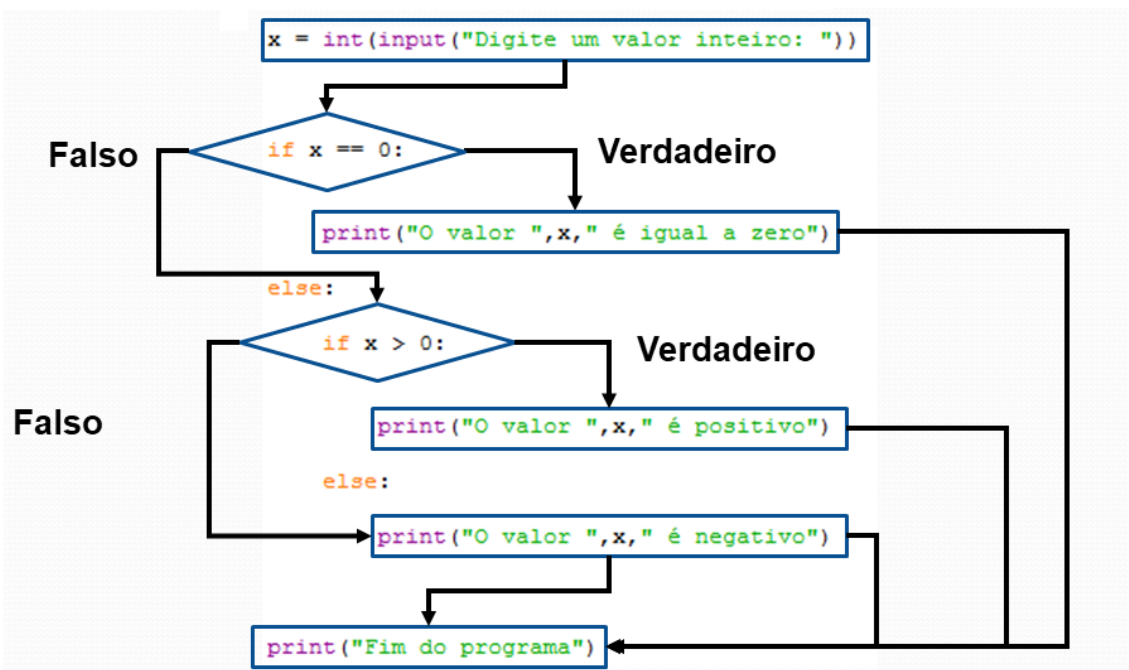 x = int(input("Digite um valor inteiro: "))
Falso
if x == 0:
Verdadeiro
print("O valor ",x," é igual a zero")
else:
if x > 0:
Verdadeiro
Falso
print("O valor ",x," é positivo")
else:
print("O valor ",x," é negativo")
print("Fim do programa")